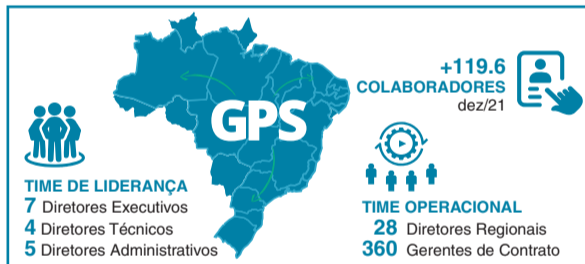 +119.6
COLABORADORES
dez/21
GPS
TIME DE LIDERANÇA
7 Diretores Executivos
4 Diretores Técnicos
5 Diretores Administrativos
TIME OPERACIONAL
28 Diretores Regionais
360 Gerentes de Contrato